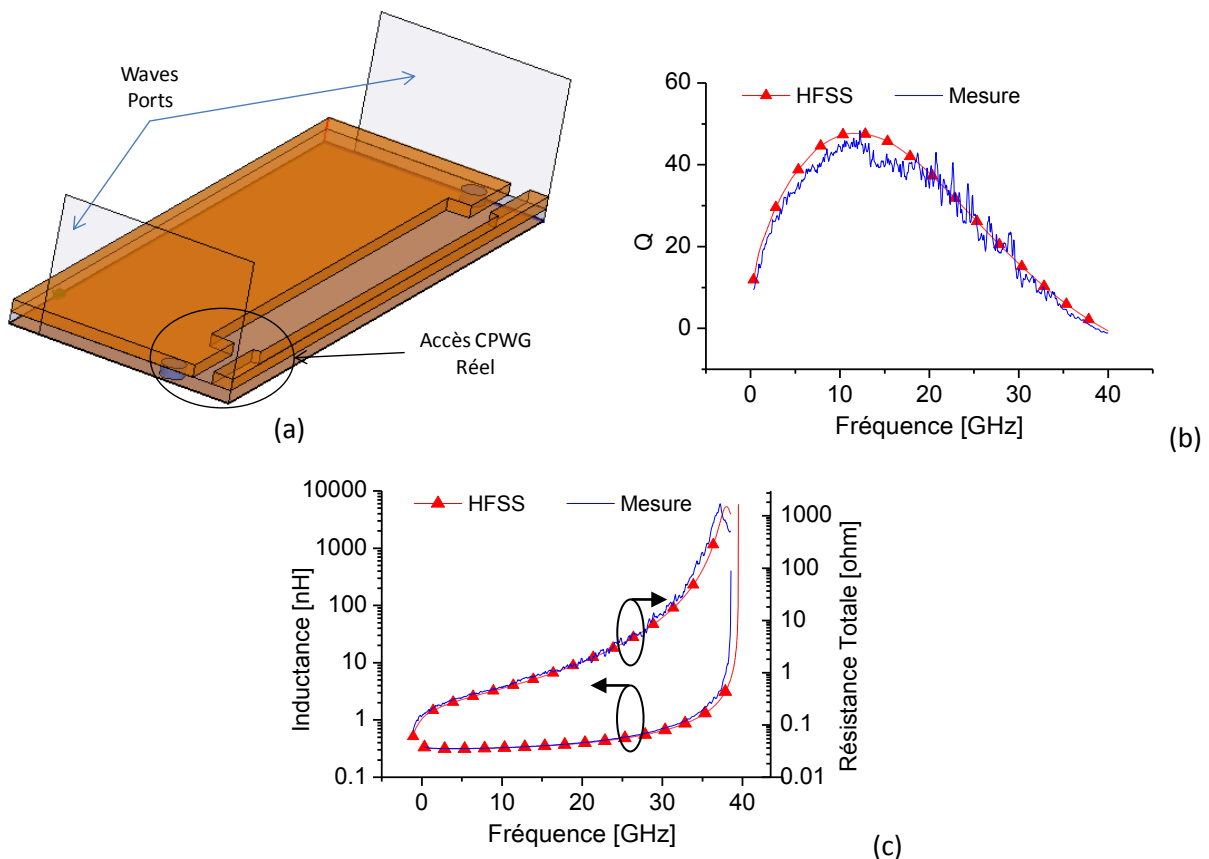 Waves
Ports
Accès CPWG
Réel
(a)
HFSS Mesure
60
40
20
0
Q
0 10 20 30 40
Fréquence [GHz]
(b)
HFSS Mesure
10000
1000
100
10
1
0.1
Inductance [nH]
1000
100
10
1
0.1
0.01
Résistance Totale [ohm]
0 10 20 30 40
Fréquence [GHz]
(c)